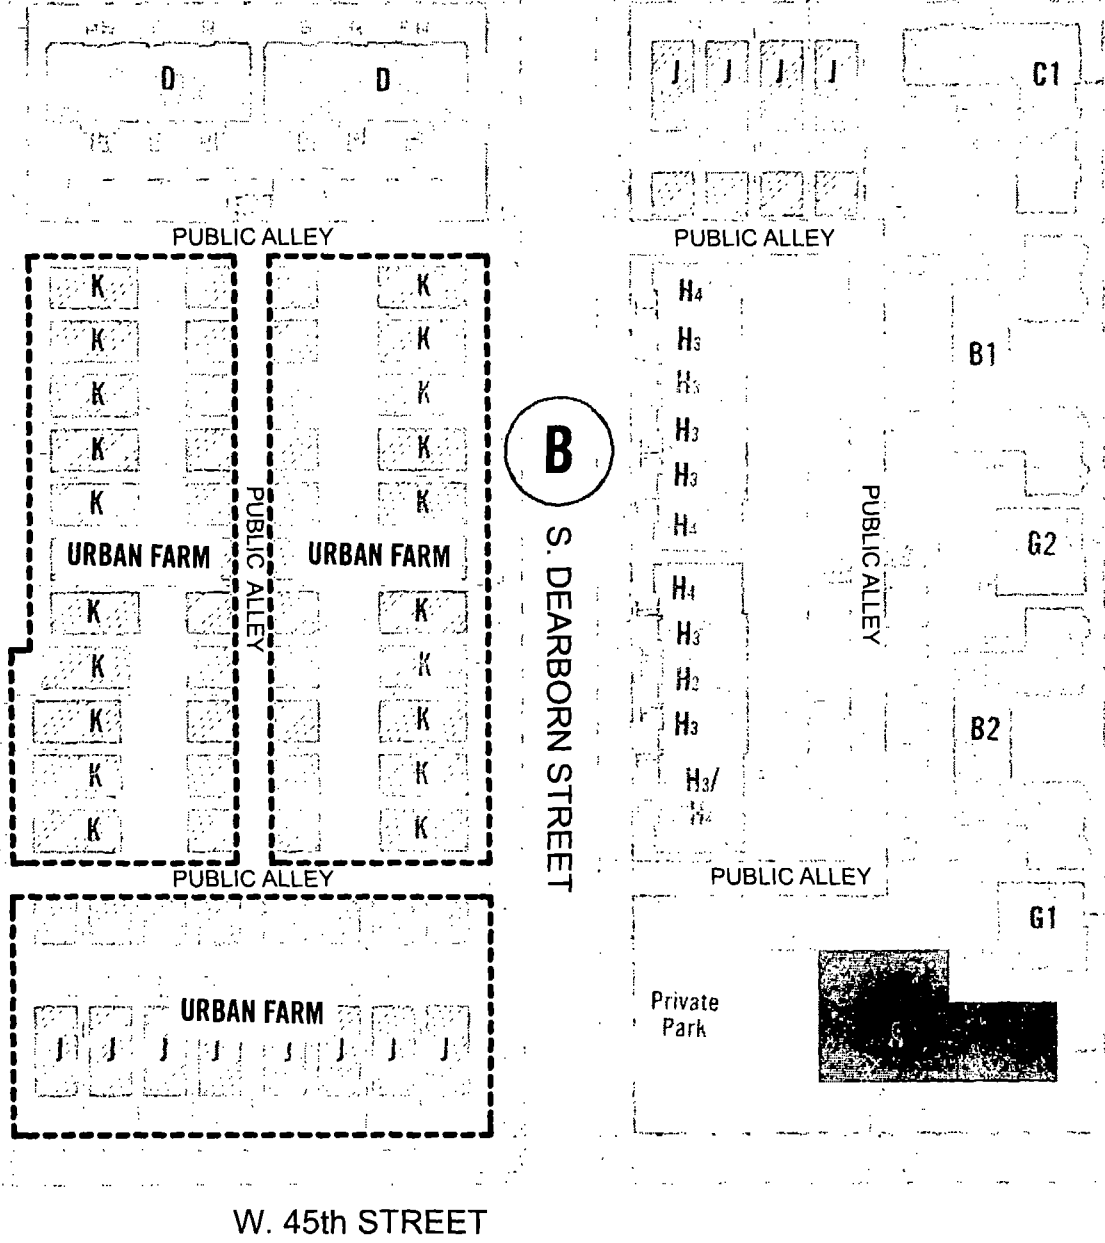 D
D
J
J
J
J
C1
PUBLIC ALLEY
PUBLIC ALLEY
K
K
K
K
K
K
K
K
K
K
URBAN FARM
URBAN FARM
K
K
K
K
K
K
K
K
K
K
PUBLIC ALLEY
B
S. DEARBORN STREET
H4
H3
H3
H3
H3
H4
H4
H3
H3
H3/
PUBLIC ALLEY
B1
G2
B2
G1
PUBLIC ALLEY
PUBLIC ALLEY
URBAN FARM
J
J
J
J
J
J
J
J
Private
Park
W. 45th STREET